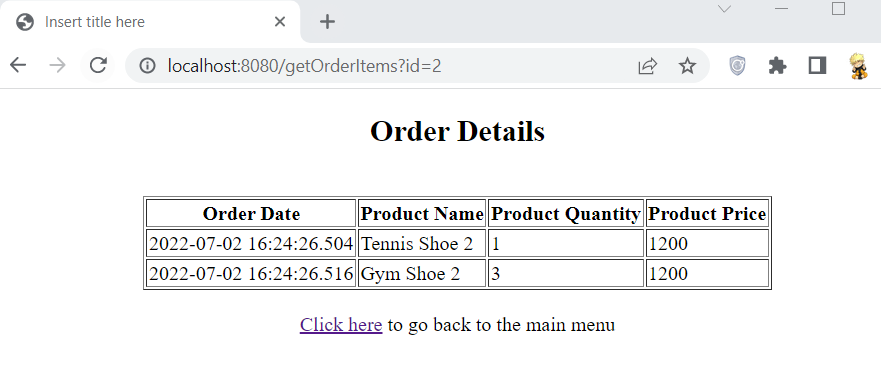 Insert title here
localhost:8080/getOrderItems?id=2
Order Details
Order Date Product Name Product Quantity Product Price
2022-07-02 16:24:26.504 Tennis Shoe 2 1 1200
2022-07-02 16:24:26.516 Gym Shoe 2 3 1200
Click here to go back to the main menu